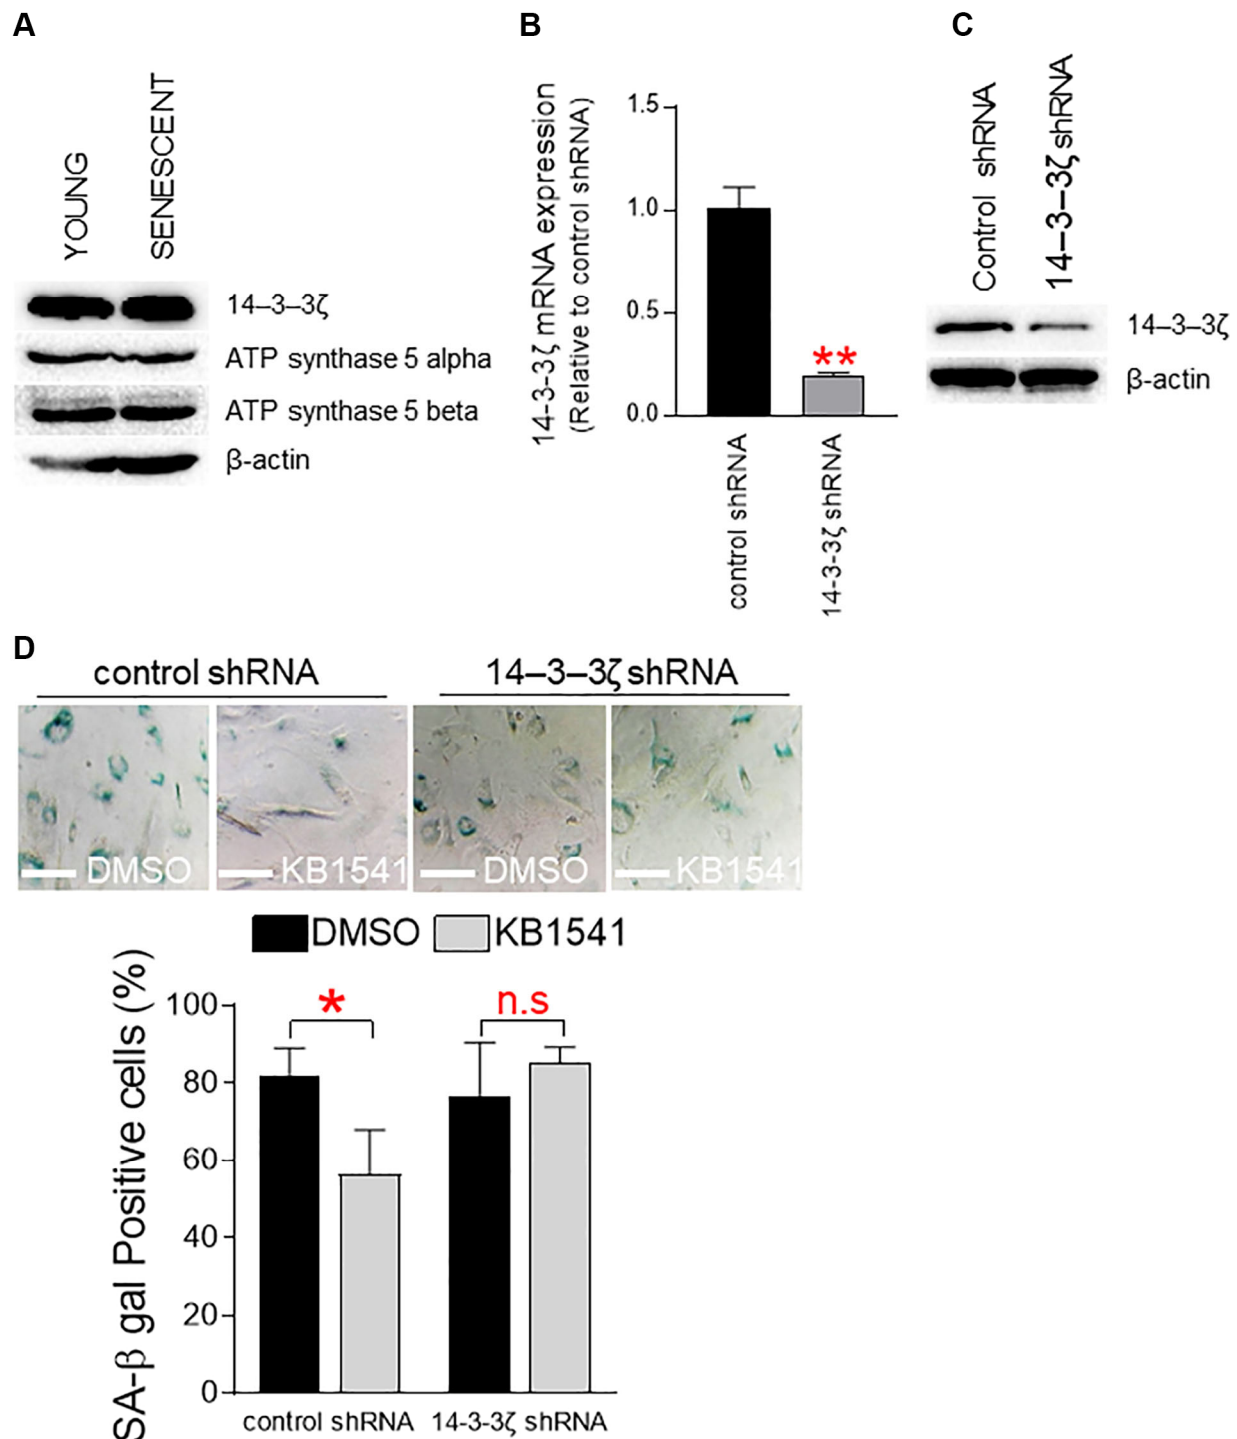 A
B
C
YOUNG
SENESCENT
14–3–3ζ
ATP synthase 5 alpha
ATP synthase 5 beta
β-actin
14-3-3ζ mRNA expression
(Relative to control shRNA)
1.5
1.0
0.5
0.0
**
control shRNA
14-3-3ζ shRNA
Control shRNA
14–3–3ζ shRNA
14–3–3ζ
β-actin
D
control shRNA
14–3–3ζ shRNA
DMSO
KB1541
DMSO
KB1541
DMSO
KB1541
SA-β gal Positive cells (%)
100
80
60
40
20
0
*
n.s
control shRNA
14-3-3ζ shRNA